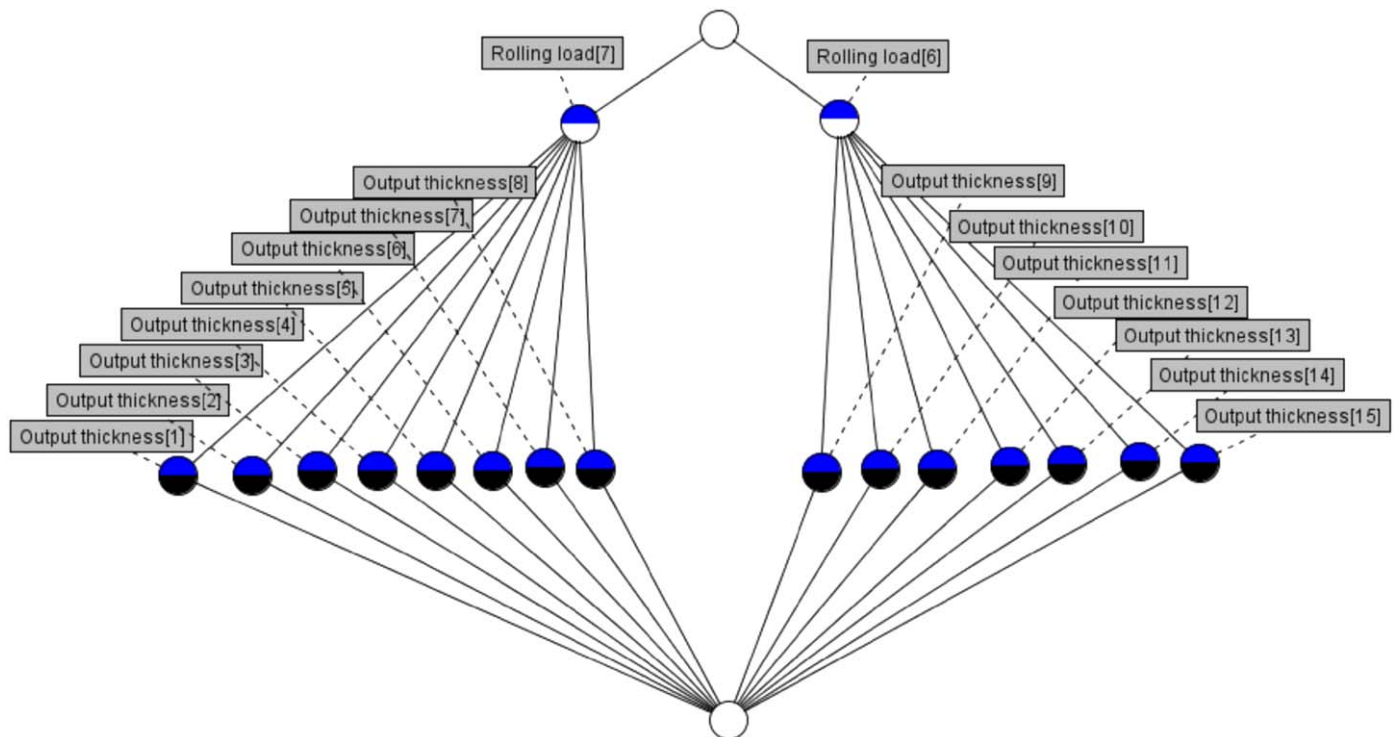 Rolling load[7]
Rolling load[6]
Output thickness[8]
Output thickness[7]
Output thickness[6]
Output thickness[5]
Output thickness[4]
Output thickness[3]
Output thickness[2]
Output thickness[1]
Output thickness[9]
Output thickness[10]
Output thickness[11]
Output thickness[12]
Output thickness[13]
Output thickness[14]
Output thickness[15]